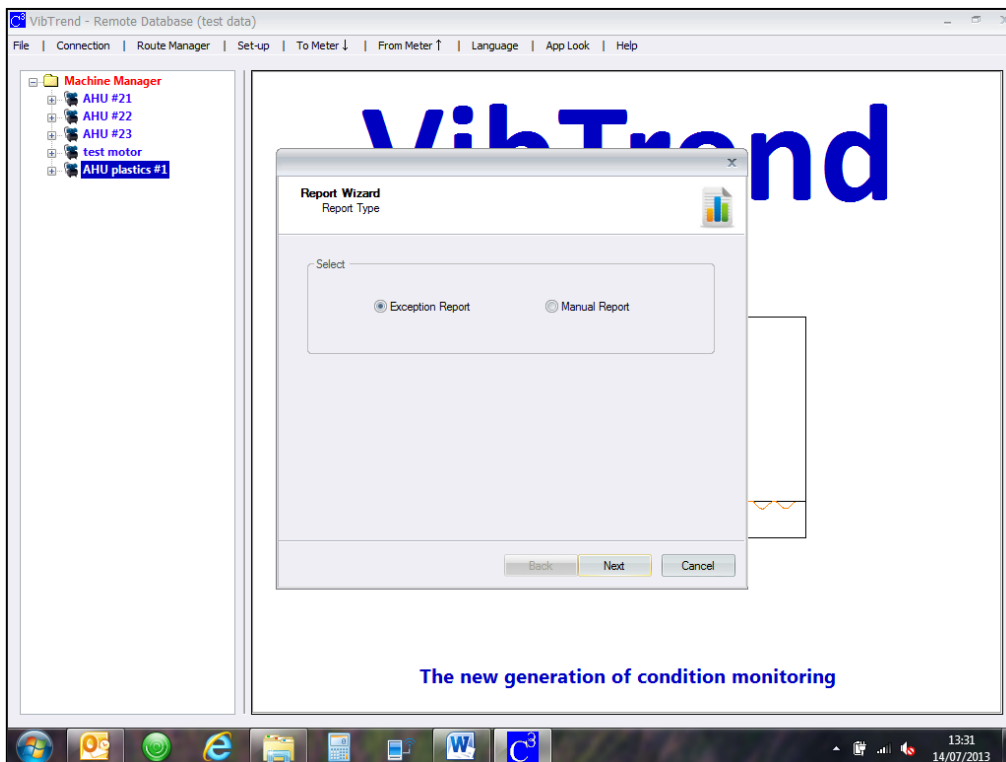 C3 VibTrend - Remote Database (test data)
File | Connection | Route Manager | Set-up | To Meter ↓ | From Meter ↑ | Language | App Look | Help
Machine Manager
AHU #21
AHU #22
AHU #23
test motor
AHU plastics #1
VibTrend
Report Wizard
Report Type
Select
Exception Report Manual Report
Back Next Cancel
The new generation of condition monitoring
W C3 13:31
14/07/2013